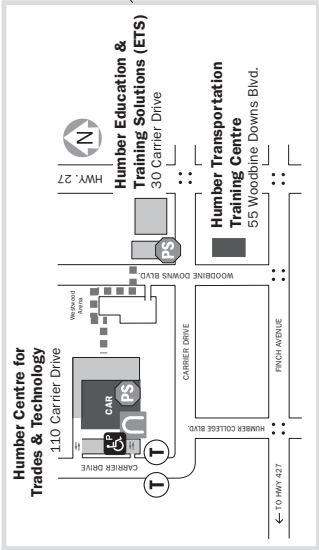 Humber Centre for
Trades & Technology
110 Carrier Drive
Humber Education &
Training Solutions (ETS)
30 Carrier Drive
Humber Transportation
Training Centre
55 Woodbine Downs Blvd.
N
HWY. 27
Westwood
Arena
PS
WOODBINE DOWNS BLVD.
CAR
PS
P
CARRIER DRIVE
CARRIER DRIVE
T
T
HUMBER COLLEGE BLVD.
FINCH AVENUE
← TO HWY 427